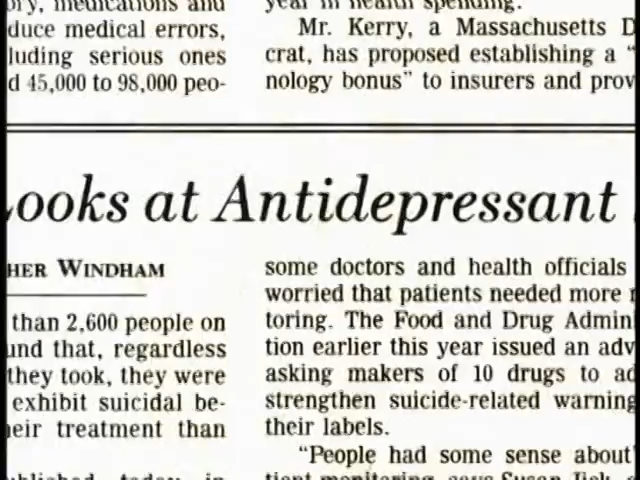 duce medical errors,
luding serious ones
d 45,000 to 98,000 peo-
year in health spending.
Mr. Kerry, a Massachusetts D
crat, has proposed establishing a “
nology bonus” to insurers and prov
ooks at Antidepressant
HER WINDHAM
than 2,600 people on
und that, regardless
they took, they were
exhibit suicidal be-
eir treatment than
some doctors and health officials
worried that patients needed more
toring. The Food and Drug Admin
tion earlier this year issued an adv
asking makers of 10 drugs to ad
strengthen suicide-related warning
their labels.
“People had some sense about